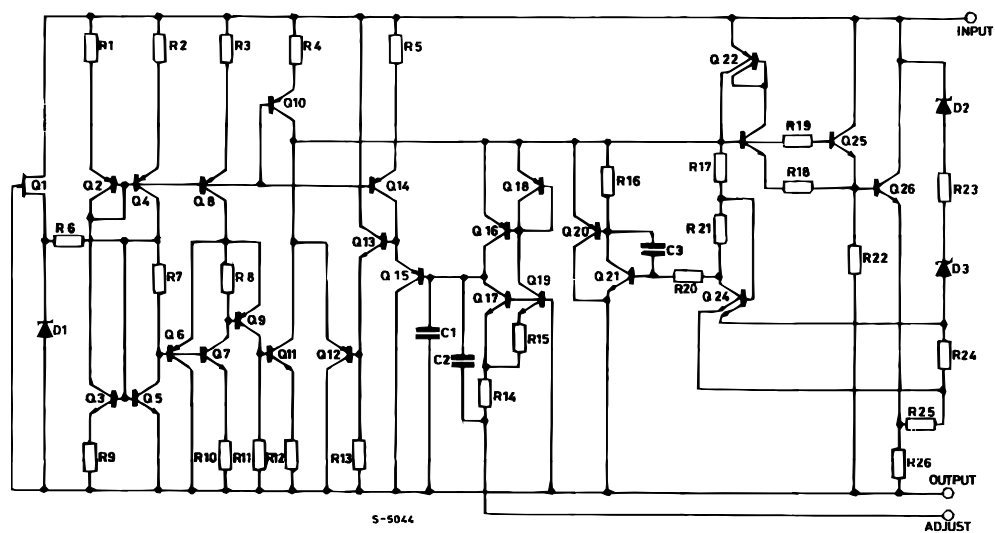 R1
R2
R3
R4
R5
INPUT
Q22
Q10
D2
R19
Q25
R17
R18
Q1
Q2
Q4
Q8
Q14
Q18
R16
Q26
R23
R6
Q13
Q16
Q20
C3
R21
R22
R7
R8
Q15
Q17
Q19
Q21
R20
Q24
D3
D1
Q6
Q9
C1
R15
Q7
Q11
Q12
C2
R24
Q3
Q5
R14
R25
R9
R10
R11
R12
R13
R26
OUTPUT
S-5044
ADJUST